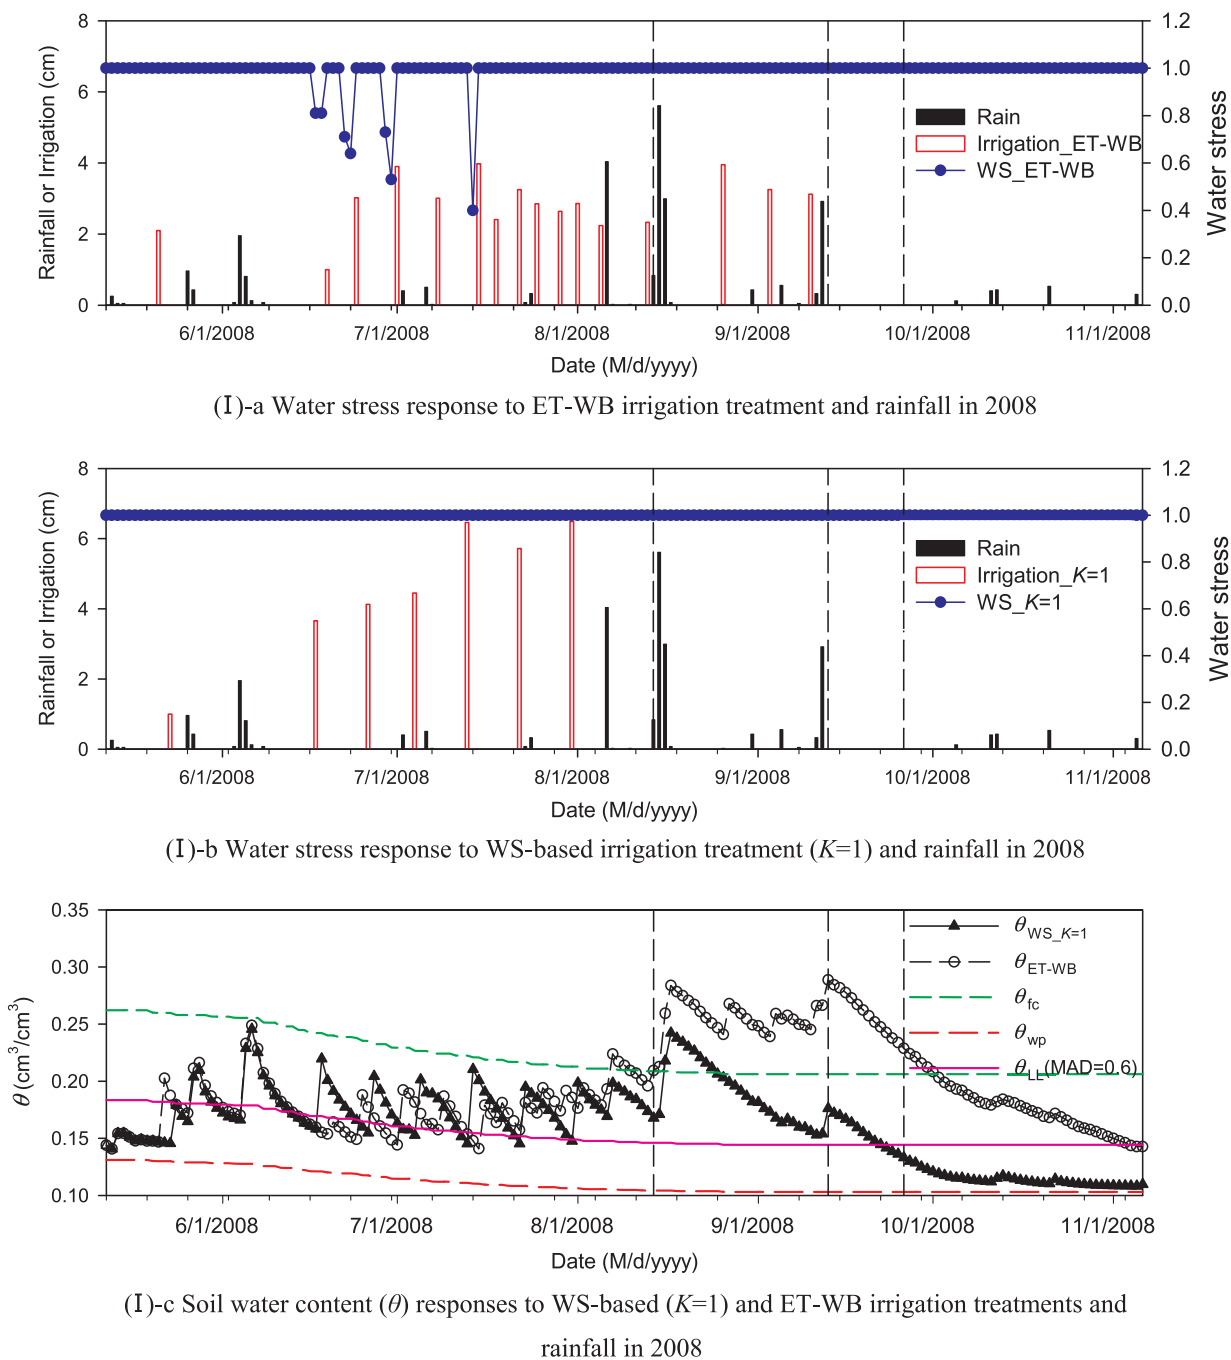 8
6
4
2
0
Rainfall or Irrigation (cm)
1.2
1.0
0.8
0.6
0.4
0.2
0.0
Water stress
Rain
Irrigation_ET-WB
WS_ET-WB
6/1/2008 7/1/2008 8/1/2008 9/1/2008 10/1/2008 11/1/2008
Date (M/d/yyyy)
(I)-a Water stress response to ET-WB irrigation treatment and rainfall in 2008
8
6
4
2
0
Rainfall or Irrigation (cm)
1.2
1.0
0.8
0.6
0.4
0.2
0.0
Water stress
Rain
Irrigation_K=1
WS_K=1
6/1/2008 7/1/2008 8/1/2008 9/1/2008 10/1/2008 11/1/2008
Date (M/d/yyyy)
(I)-b Water stress response to WS-based irrigation treatment (K=1) and rainfall in 2008
0.35
0.30
0.25
0.20
0.15
0.10
θ (cm³/cm³)
θWS_K=1
θET-WB
θfc
θwp
θLL(MAD=0.6)
6/1/2008 7/1/2008 8/1/2008 9/1/2008 10/1/2008 11/1/2008
Date (M/d/yyyy)
(I)-c Soil water content (θ) responses to WS-based (K=1) and ET-WB irrigation treatments and
rainfall in 2008